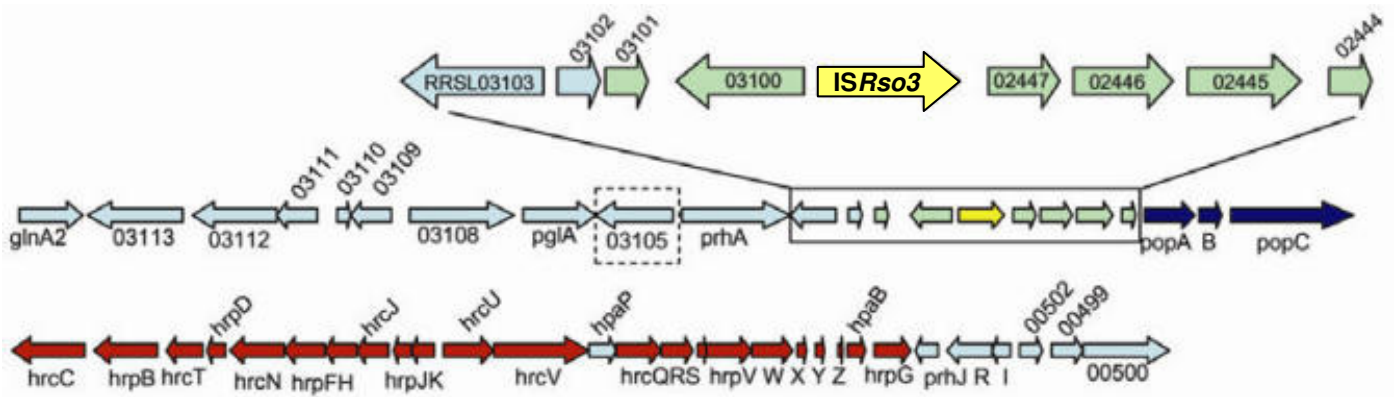 03102 03101 02444
RRSL03103 03100 ISRso3 02447 02446 02445
03111 03110 03109
glnA2 03113 03112 03108 pglA 03105 prhA popA B popC
hrpD hrcJ hrcU hpaP hpaB 00502 00499
hrcC hrpB hrcT hrcN hrpFH hrpJK hrcV hrcQRS hrpV W X Y Z hrpG prhJ R I 00500